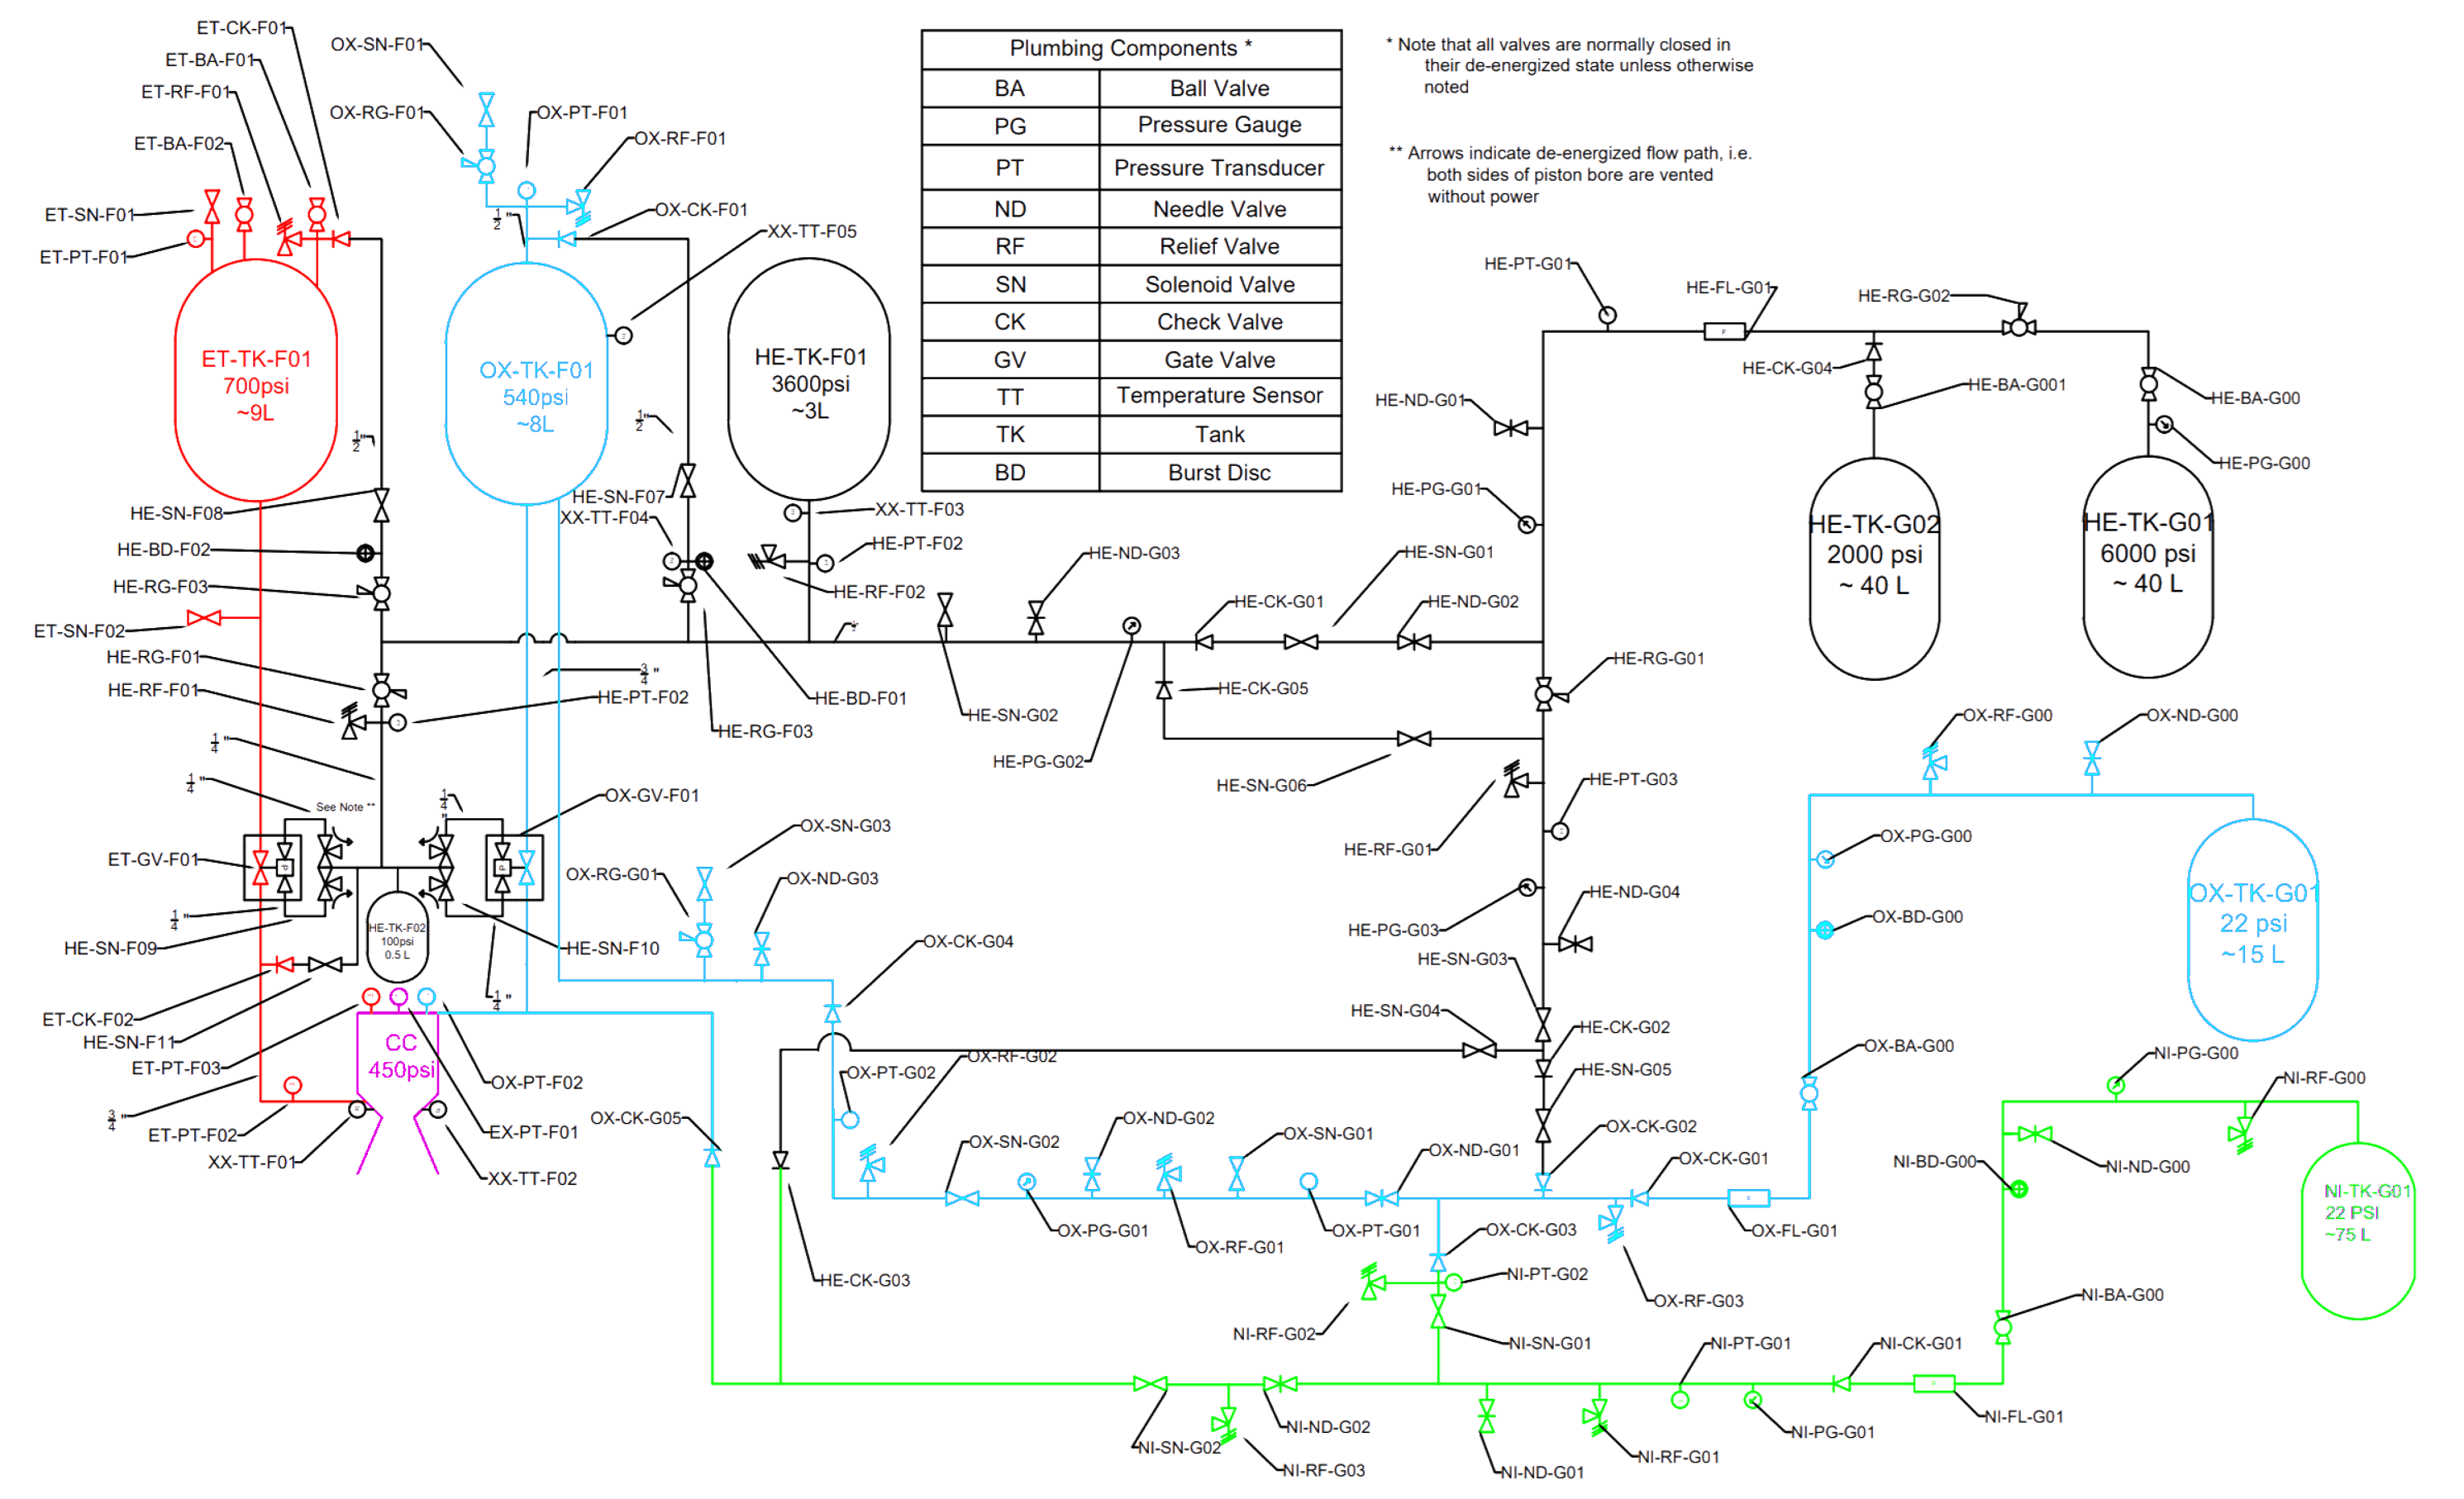 ET-CK-F01
OX-SN-F01
ET-BA-F01
ET-RF-F01
OX-RG-F01
OX-PT-F01
OX-RF-F01
ET-BA-F02
ET-SN-F01
OX-CK-F01
1/2 "
XX-TT-F05
ET-PT-F01
Plumbing Components *
BA Ball Valve
PG Pressure Gauge
PT Pressure Transducer
ND Needle Valve
RF Relief Valve
SN Solenoid Valve
CK Check Valve
GV Gate Valve
TT Temperature Sensor
TK Tank
BD Burst Disc
* Note that all valves are normally closed in
their de-energized state unless otherwise
noted
** Arrows indicate de-energized flow path, i.e.
both sides of piston bore are vented
without power
ET-TK-F01
700psi
~9L
OX-TK-F01
540psi
~8L
HE-TK-F01
3600psi
~3L
HE-PT-G01
HE-FL-G01
HE-RG-G02
HE-CK-G04
HE-BA-G001
HE-BA-G00
HE-ND-G01
HE-PG-G00
HE-PG-G01
HE-TK-G02
2000 psi
~ 40 L
HE-TK-G01
6000 psi
~ 40 L
1/2"
1/2"
HE-SN-F07
HE-SN-F08
XX-TT-F04
XX-TT-F03
HE-BD-F02
HE-PT-F02
HE-RG-F03
HE-RF-F02
HE-ND-G03
HE-SN-G01
HE-CK-G01
HE-ND-G02
ET-SN-F02
HE-RG-F01
3/4 "
HE-RG-G01
HE-RF-F01
HE-PT-F02
HE-BD-F01
HE-CK-G05
HE-SN-G02
HE-RG-F03
HE-PG-G02
HE-SN-G06
OX-RF-G00
OX-ND-G00
1/4 "
1/4 "
See Note **
1/4 "
OX-GV-F01
HE-PT-G03
OX-SN-G03
HE-RF-G01
OX-PG-G00
ET-GV-F01
OX-RG-G01
OX-ND-G03
HE-ND-G04
OX-TK-G01
22 psi
~15 L
1/4 "
HE-PG-G03
OX-BD-G00
HE-SN-F09
HE-TK-F02
100psi
0.5 L
HE-SN-F10
OX-CK-G04
HE-SN-G03
1/4 "
ET-CK-F02
HE-SN-G04
HE-SN-F11
HE-CK-G02
ET-PT-F03
CC
450psi
OX-PT-F02
OX-RF-G02
OX-PT-G02
HE-SN-G05
OX-BA-G00
NI-PG-G00
NI-RF-G00
3/4 "
ET-PT-F02
EX-PT-F01
OX-CK-G05
XX-TT-F01
XX-TT-F02
OX-SN-G02
OX-ND-G02
OX-SN-G01
OX-ND-G01
OX-CK-G02
OX-CK-G01
NI-BD-G00
NI-ND-G00
NI-TK-G01
22 PSI
~75 L
OX-PG-G01
OX-RF-G01
OX-PT-G01
OX-CK-G03
OX-FL-G01
HE-CK-G03
NI-PT-G02
OX-RF-G03
NI-BA-G00
NI-RF-G02
NI-SN-G01
NI-PT-G01
NI-CK-G01
NI-SN-G02
NI-ND-G02
NI-RF-G03
NI-ND-G01
NI-RF-G01
NI-PG-G01
NI-FL-G01